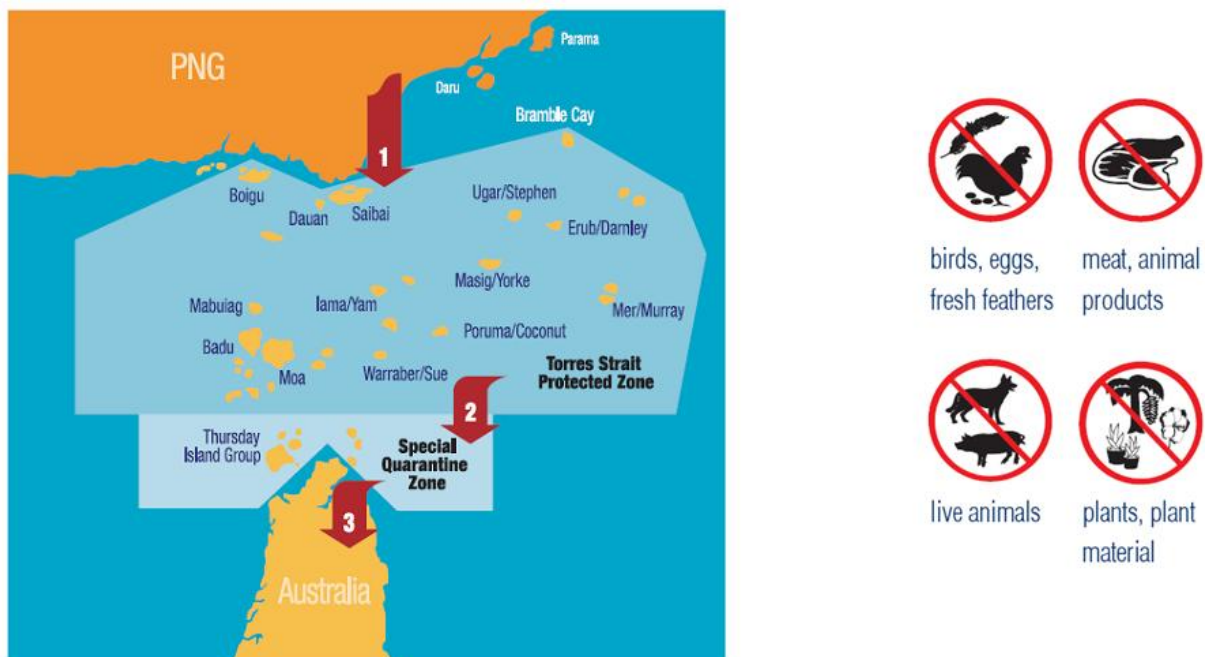 PNG
Parama
Daru
Bramble Cay
1
Boigu
Dauan
Saibai
Ugar/Stephen
Erub/Darnley
Masig/Yorke
Mabuiag
Iama/Yam
Mer/Murray
Badu
Poruma/Coconut
Moa
Warraber/Sue
Torres Strait
Protected Zone
2
Thursday
Island Group
Special
Quarantine
Zone
3
Australia
birds, eggs,
fresh feathers
meat, animal
products
live animals
plants, plant
material